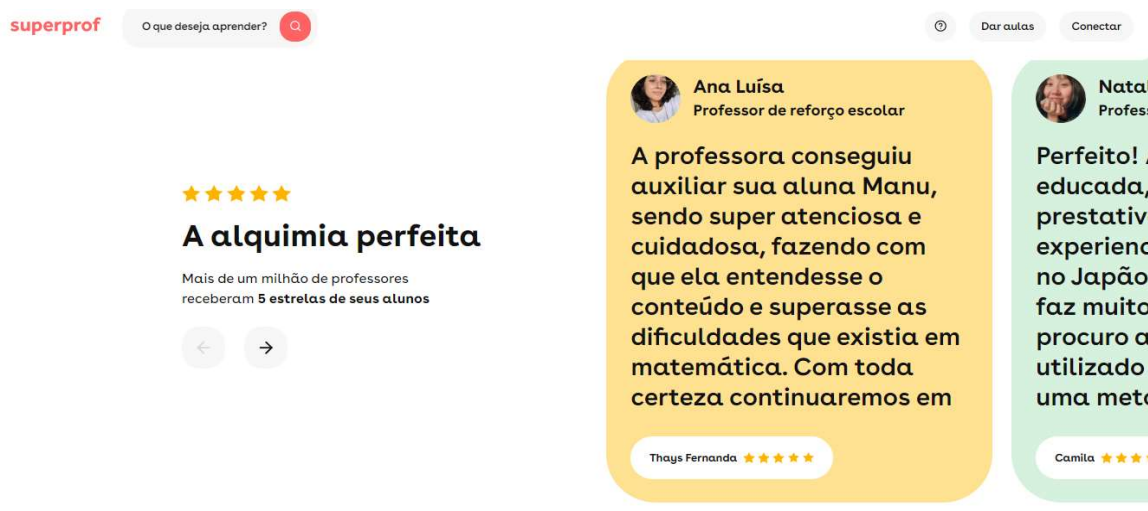 superprof
O que deseja aprender?
Dar aulas
Conectar
A alquimia perfeita
Mais de um milhão de professores
receberam 5 estrelas de seus alunos
Ana Luísa
Professor de reforço escolar
A professora conseguiu
auxiliar sua aluna Manu,
sendo super atenciosa e
cuidadosa, fazendo com
que ela entendesse o
conteúdo e superasse as
dificuldades que existia em
matemática. Com toda
certeza continuaremos em
Thays Fernanda
Perfeito!
educada,
no Japão
faz muito
procuro a
utilizado
uma
Camila